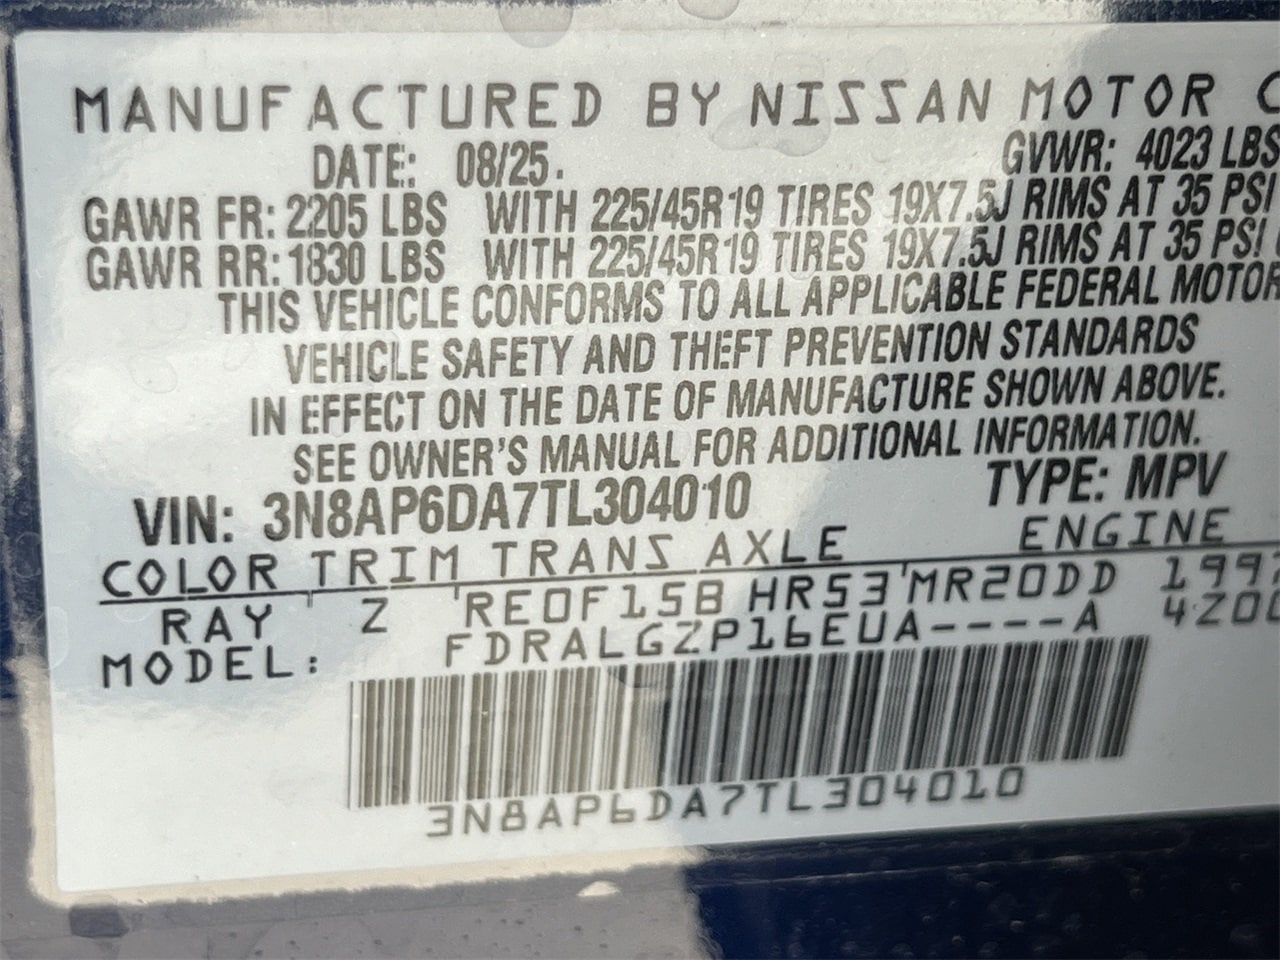 MANUFACTURED BY NISSAN MOTOR C
DATE: 08/25. GVWR: 4023 LBS
GAWR FR: 2205 LBS WITH 225/45R19 TIRES 19X7.5J RIMS AT 35 PSI
GAWR RR: 1830 LBS WITH 225/45R19 TIRES 19X7.5J RIMS AT 35 PSI
THIS VEHICLE CONFORMS TO ALL APPLICABLE FEDERAL MOTOR
VEHICLE SAFETY AND THEFT PREVENTION STANDARDS
IN EFFECT ON THE DATE OF MANUFACTURE SHOWN ABOVE.
SEE OWNER'S MANUAL FOR ADDITIONAL INFORMATION.
VIN: 3N8AP6DA7TL304010 TYPE: MPV
COLOR TRIM TRANS AXLE ENGINE
RAY Z RE0F15B HR53 MR20DD 1997
MODEL: FDRALGZP16EUA----A 4200
3N8AP6DA7TL304010